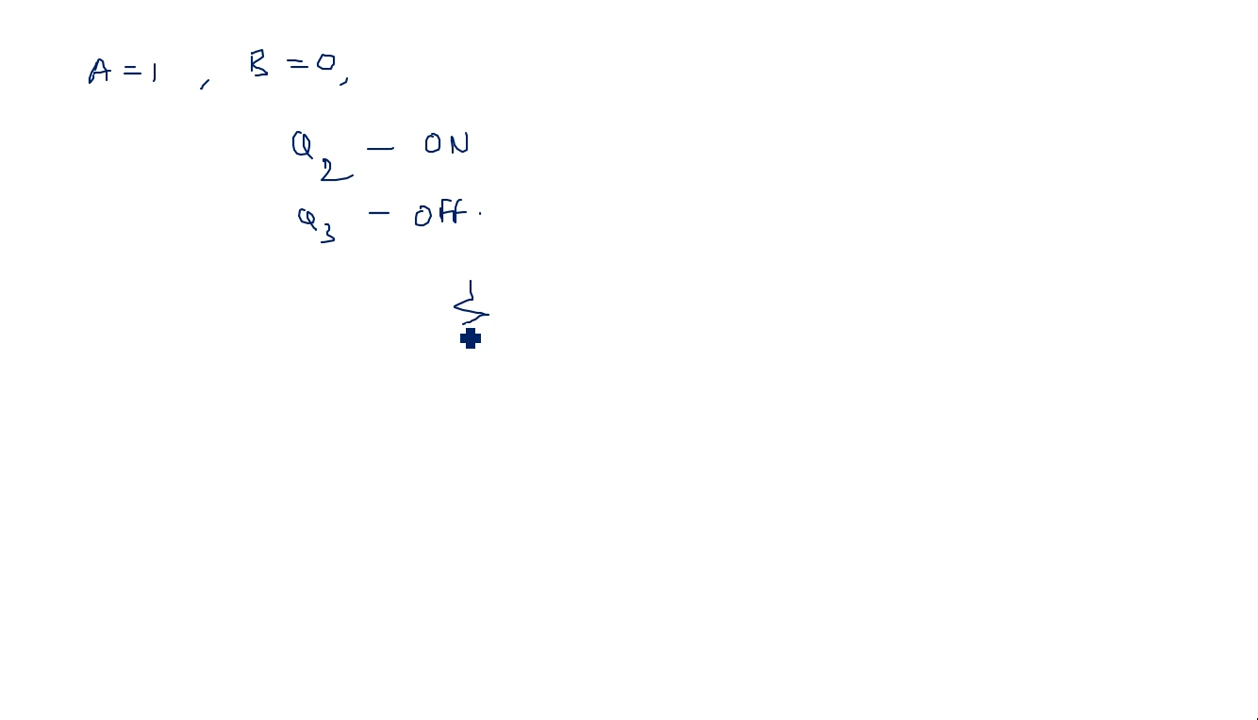 A = 1 , B = 0,
Q2 — ON
Q3 — Off.